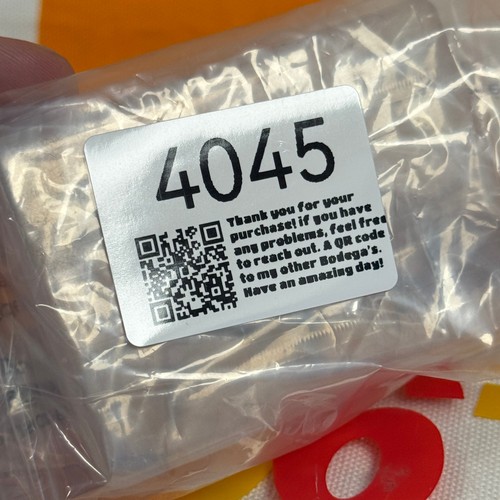 4045
Thank you for your
purchase! if you have
any problems, feel free
to reach out. A QR code
to my other Bodega's.
Have an amazing day!